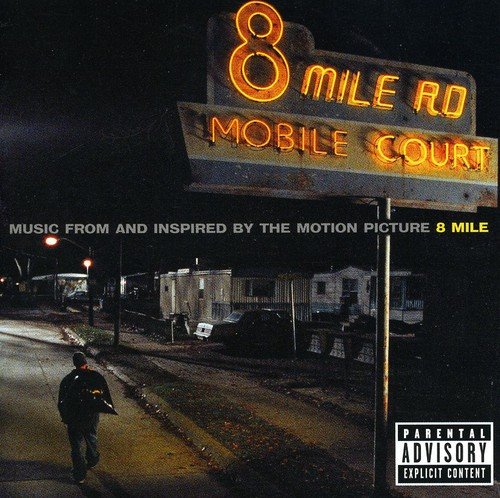 8 MILE RD
MOBILE COURT
MUSIC FROM AND INSPIRED BY THE MOTION PICTURE 8 MILE
PARENTAL
ADVISORY
EXPLICIT CONTENT